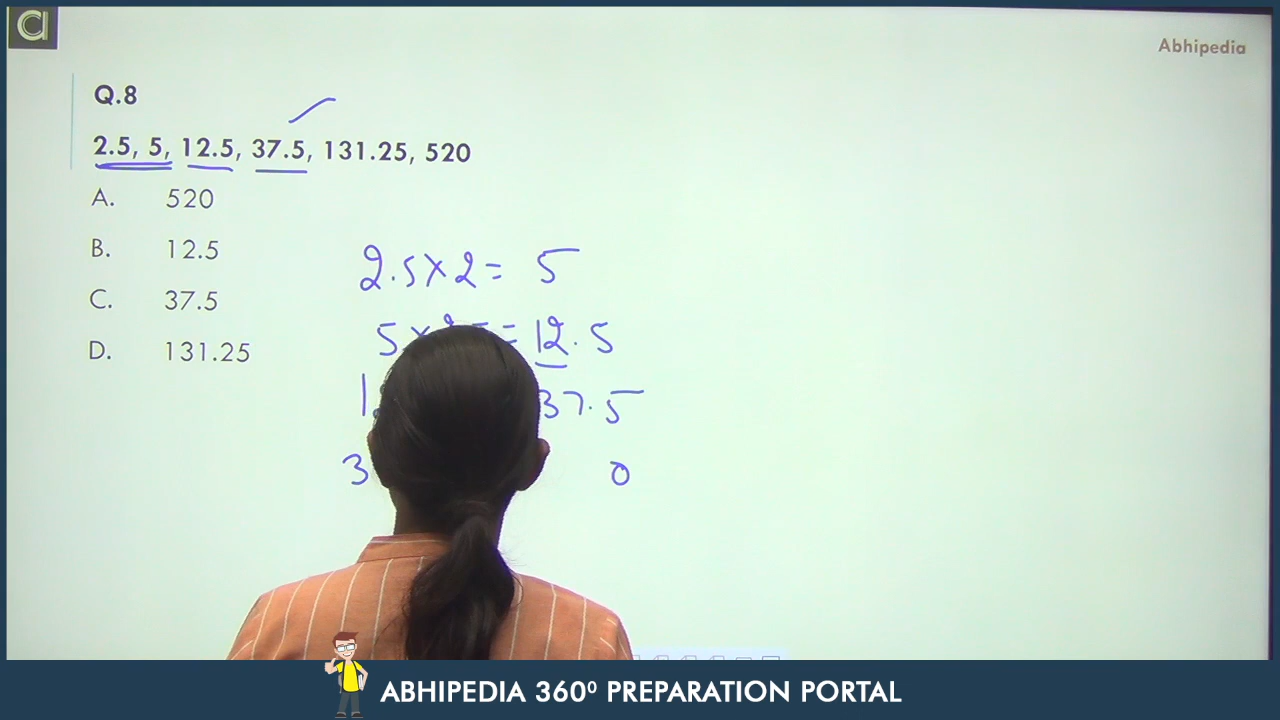 Abhipedia
Q.8
2.5, 5, 12.5, 37.5, 131.25, 520
A. 520
B. 12.5
C. 37.5
D. 131.25
2.5×2= 5
5× = 12.5
37.5
3 0
ABHIPEDIA 360⁰ PREPARATION PORTAL